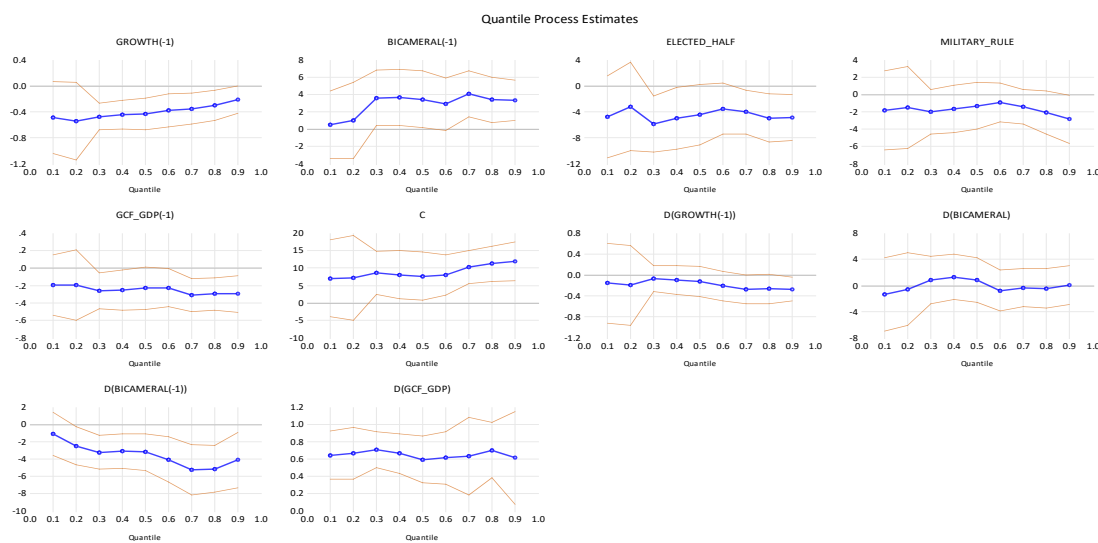 Quantile Process Estimates
GROWTH(-1)
0.4
0.0
-0.4
-0.8
-1.2
0.0 0.1 0.2 0.3 0.4 0.5 0.6 0.7 0.8 0.9 1.0
Quantile
BICAMERAL(-1)
8
6
4
2
0
-2
-4
0.0 0.1 0.2 0.3 0.4 0.5 0.6 0.7 0.8 0.9 1.0
Quantile
ELECTED_HALF
4
0
-4
-8
-12
0.0 0.1 0.2 0.3 0.4 0.5 0.6 0.7 0.8 0.9 1.0
Quantile
MILITARY_RULE
4
2
0
-2
-4
-6
-8
0.0 0.1 0.2 0.3 0.4 0.5 0.6 0.7 0.8 0.9 1.0
Quantile
GCF_GDP(-1)
.4
.2
.0
-.2
-.4
-.6
-.8
0.0 0.1 0.2 0.3 0.4 0.5 0.6 0.7 0.8 0.9 1.0
Quantile
C
20
15
10
5
0
-5
-10
0.0 0.1 0.2 0.3 0.4 0.5 0.6 0.7 0.8 0.9 1.0
Quantile
D(GROWTH(-1))
0.8
0.4
0.0
-0.4
-0.8
-1.2
0.0 0.1 0.2 0.3 0.4 0.5 0.6 0.7 0.8 0.9 1.0
Quantile
D(BICAMERAL)
8
4
0
-4
-8
0.0 0.1 0.2 0.3 0.4 0.5 0.6 0.7 0.8 0.9 1.0
Quantile
D(BICAMERAL(-1))
2
0
-2
-4
-6
-8
-10
0.0 0.1 0.2 0.3 0.4 0.5 0.6 0.7 0.8 0.9 1.0
Quantile
D(GCF_GDP)
1.2
1.0
0.8
0.6
0.4
0.2
0.0
0.0 0.1 0.2 0.3 0.4 0.5 0.6 0.7 0.8 0.9 1.0
Quantile